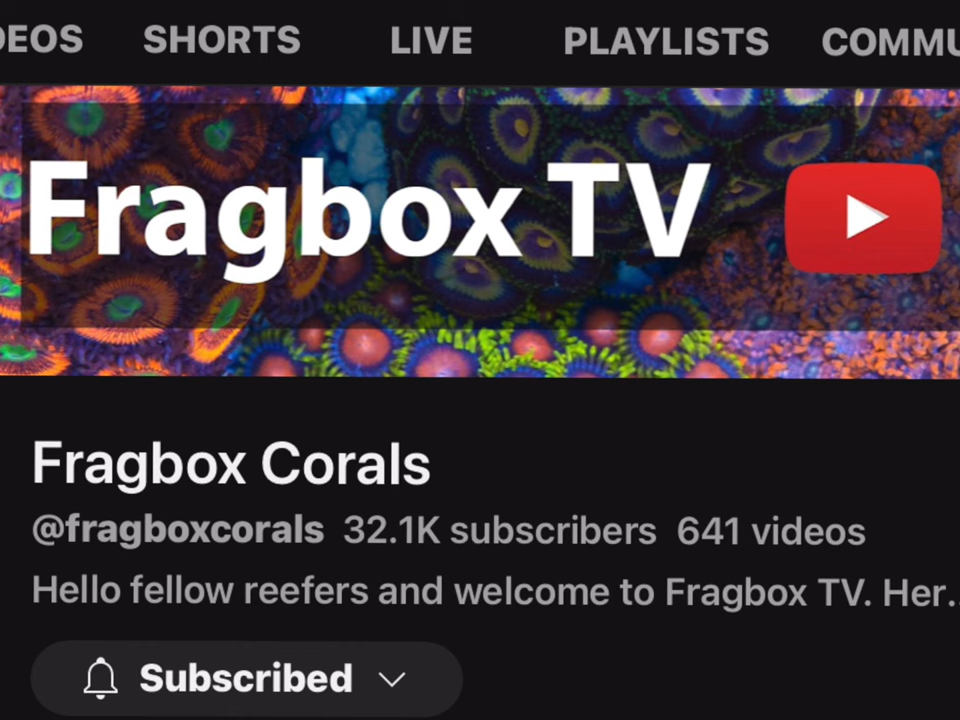 SHORTS LIVE PLAYLISTS
Fragbox TV
Fragbox Corals
@fragboxcorals 32.1K subscribers 641 videos
Hello fellow reefers and welcome to Fragbox TV. Her...
Subscribed